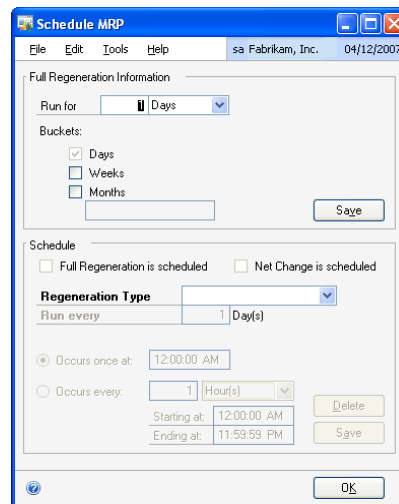 Schedule MRP
File Edit Tools Help sa Fabrikam, Inc. 04/12/2007
Full Regeneration Information
Run for 1 Days
Buckets:
Days
Weeks
Months
Save
Schedule
Full Regeneration is scheduled Net Change is scheduled
Regeneration Type
Run every 1 Day(s)
Occurs once at: 12:00:00 AM
Occurs every: 1 Hour(s)
Starting at: 12:00:00 AM Delete
Ending at: 11:59:59 PM Save
OK